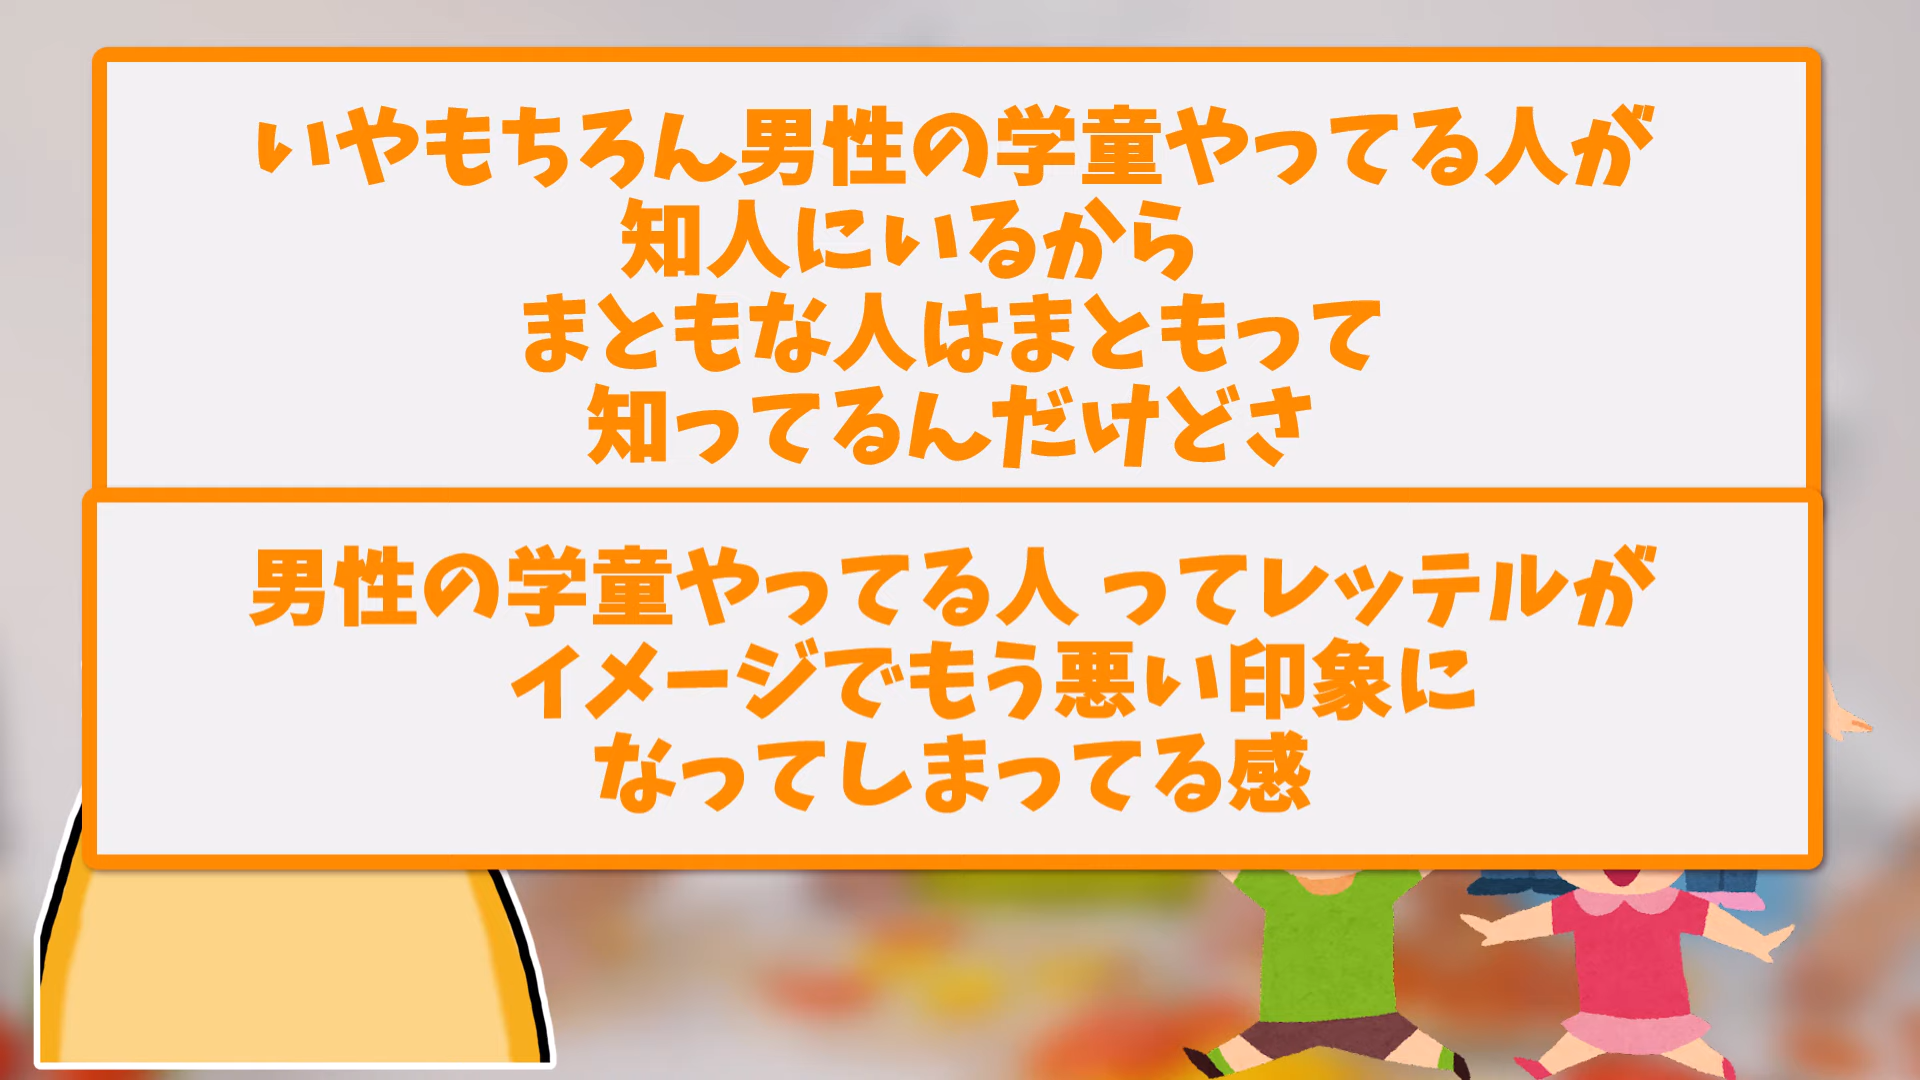 いやもちろん男性の学童やってる人が
知人にいるから
まともな人はまともって
知ってるんだけどさ
男性の学童やってる人 ってレッテルが
イメージでもう悪い印象に
なってしまってる感